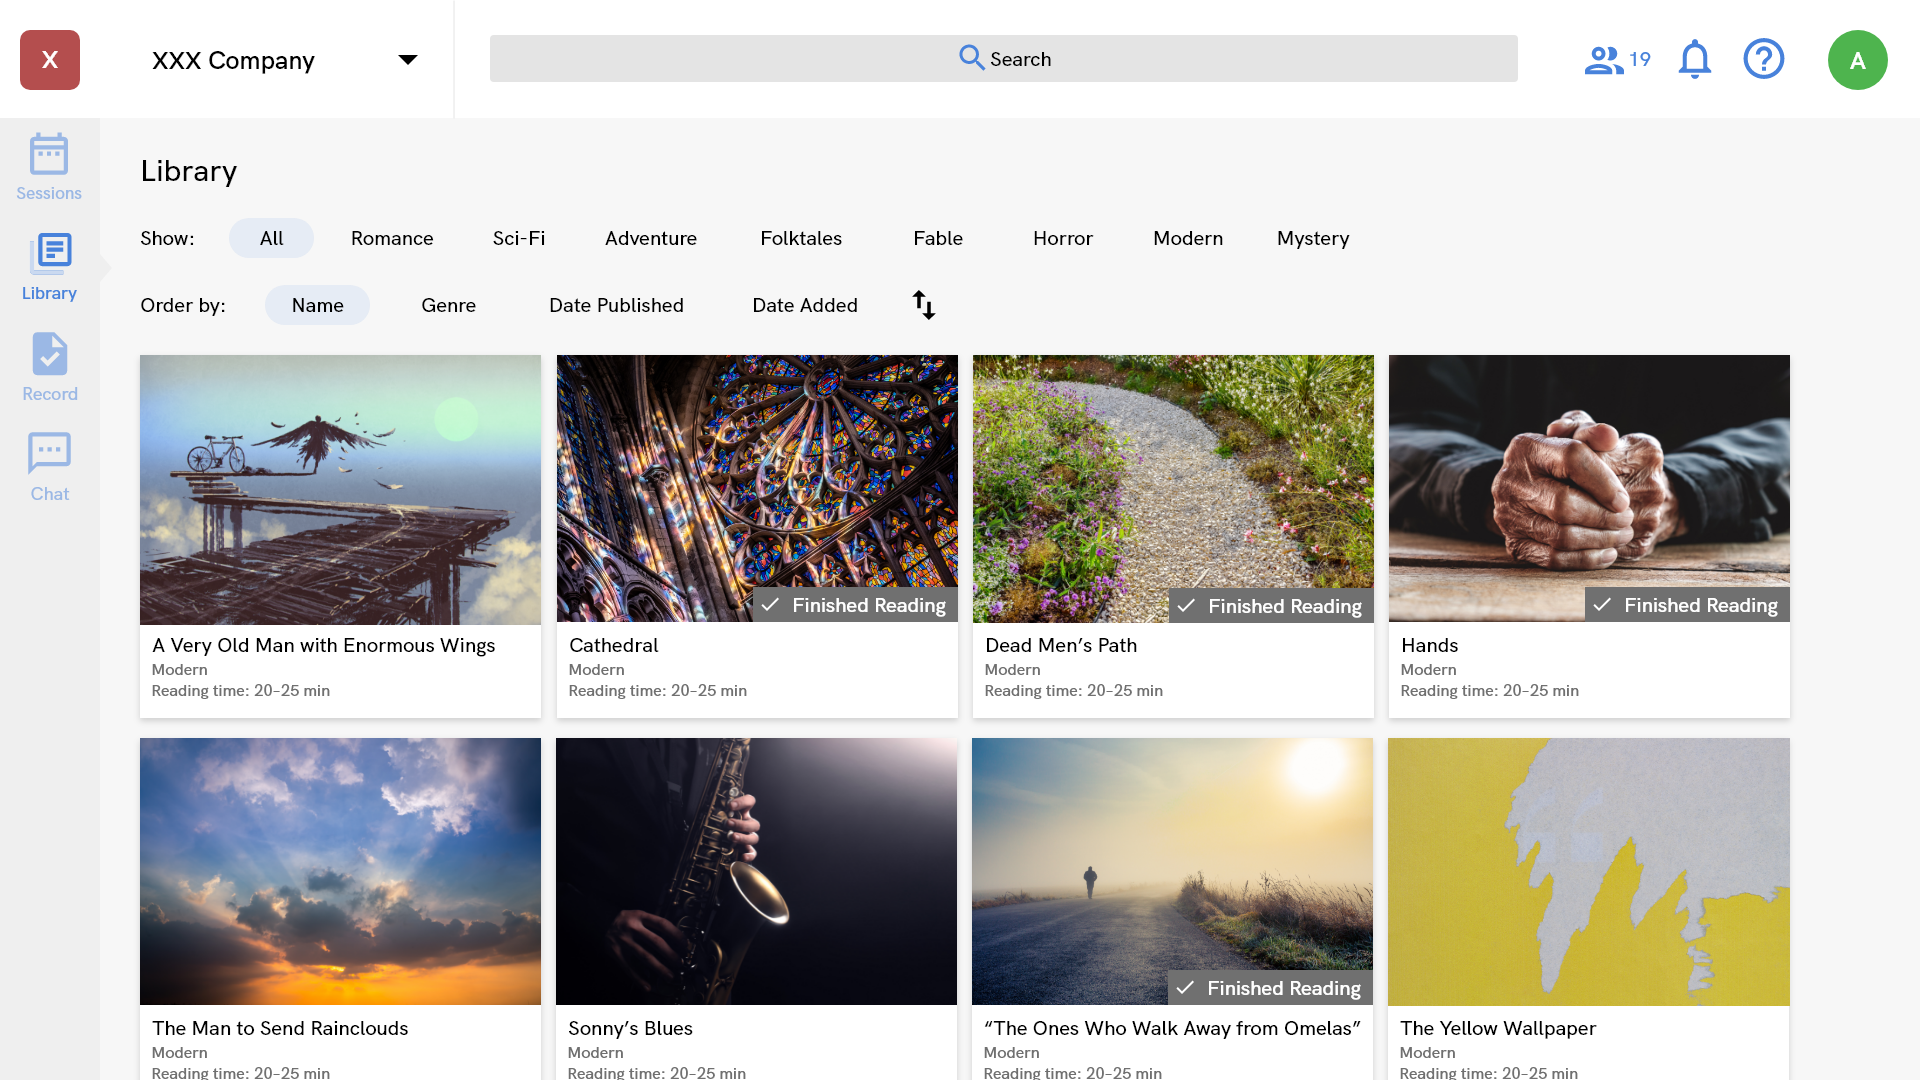 X
XXX Company
Search
19
A
Sessions
Library
Record
Chat
Library
Show: All Romance Sci-Fi Adventure Folktales Fable Horror Modern Mystery
Order by: Name Genre Date Published Date Added
A Very Old Man with Enormous Wings
Modern
Reading time: 20–25 min
Finished Reading
Cathedral
Modern
Reading time: 20–25 min
Finished Reading
Dead Men’s Path
Modern
Reading time: 20–25 min
Finished Reading
Hands
Modern
Reading time: 20–25 min
The Man to Send Rainclouds
Modern
Reading time: 20–25 min
Sonny’s Blues
Modern
Reading time: 20–25 min
Finished Reading
“The Ones Who Walk Away from Omelas”
Modern
Reading time: 20–25 min
The Yellow Wallpaper
Modern
Reading time: 20–25 min